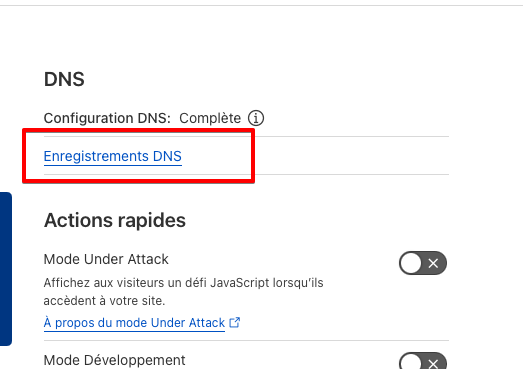 DNS
Configuration DNS: Complète
Enregistrements DNS
Actions rapides
Mode Under Attack
Affichez aux visiteurs un défi JavaScript lorsqu'ils
accèdent à votre site.
À propos du mode Under Attack
Mode Développement